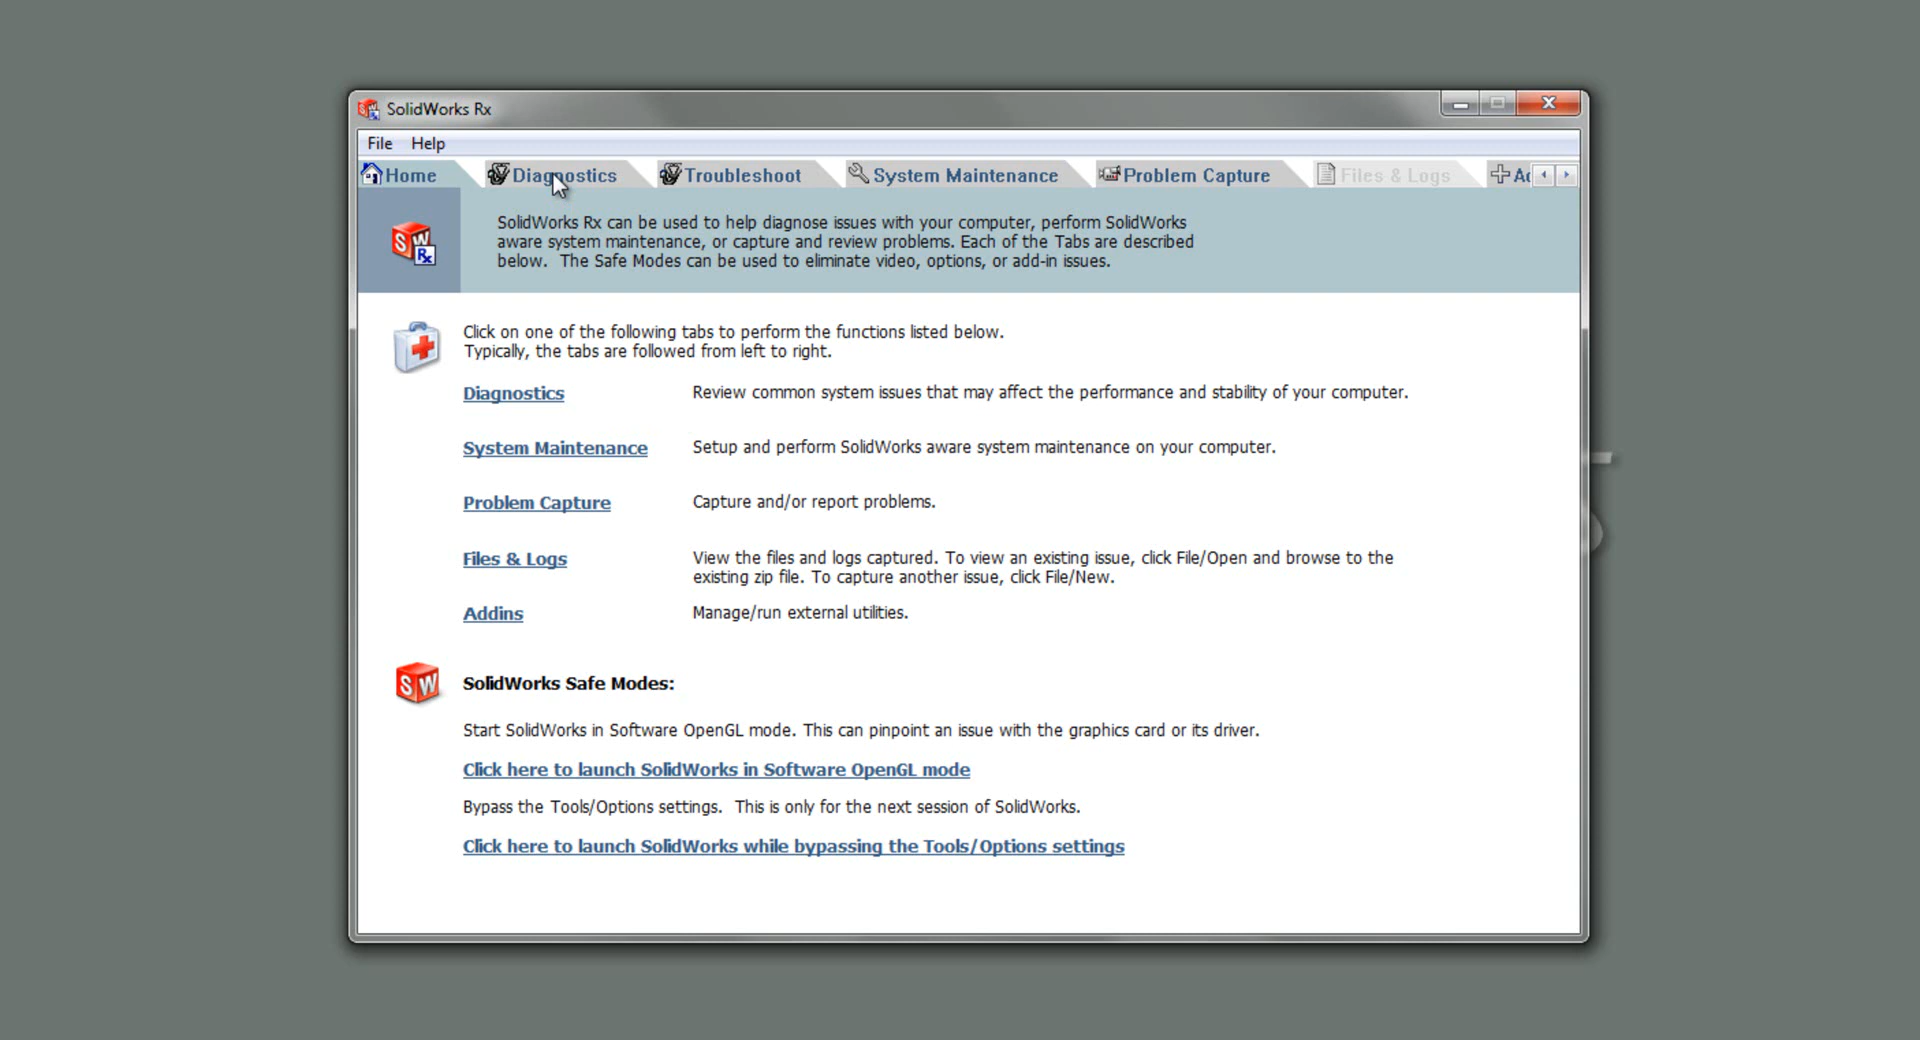 SolidWorks Rx
File Help
Home Diagnostics Troubleshoot System Maintenance Problem Capture Files & Logs
SolidWorks Rx can be used to help diagnose issues with your computer, perform SolidWorks
aware system maintenance, or capture and review problems. Each of the Tabs are described
below. The Safe Modes can be used to eliminate video, options, or add-in issues.
SW
Rx
Click on one of the following tabs to perform the functions listed below.
Typically, the tabs are followed from left to right.
Diagnostics Review common system issues that may affect the performance and stability of your computer.
System Maintenance Setup and perform SolidWorks aware system maintenance on your computer.
Problem Capture Capture and/or report problems.
Files & Logs View the files and logs captured. To view an existing issue, click File/Open and browse to the
existing zip file. To capture another issue, click File/New.
Addins Manage/run external utilities.
SW
SolidWorks Safe Modes:
Start SolidWorks in Software OpenGL mode. This can pinpoint an issue with the graphics card or its driver.
Click here to launch SolidWorks in Software OpenGL mode
Bypass the Tools/Options settings. This is only for the next session of SolidWorks.
Click here to launch SolidWorks while bypassing the Tools/Options settings